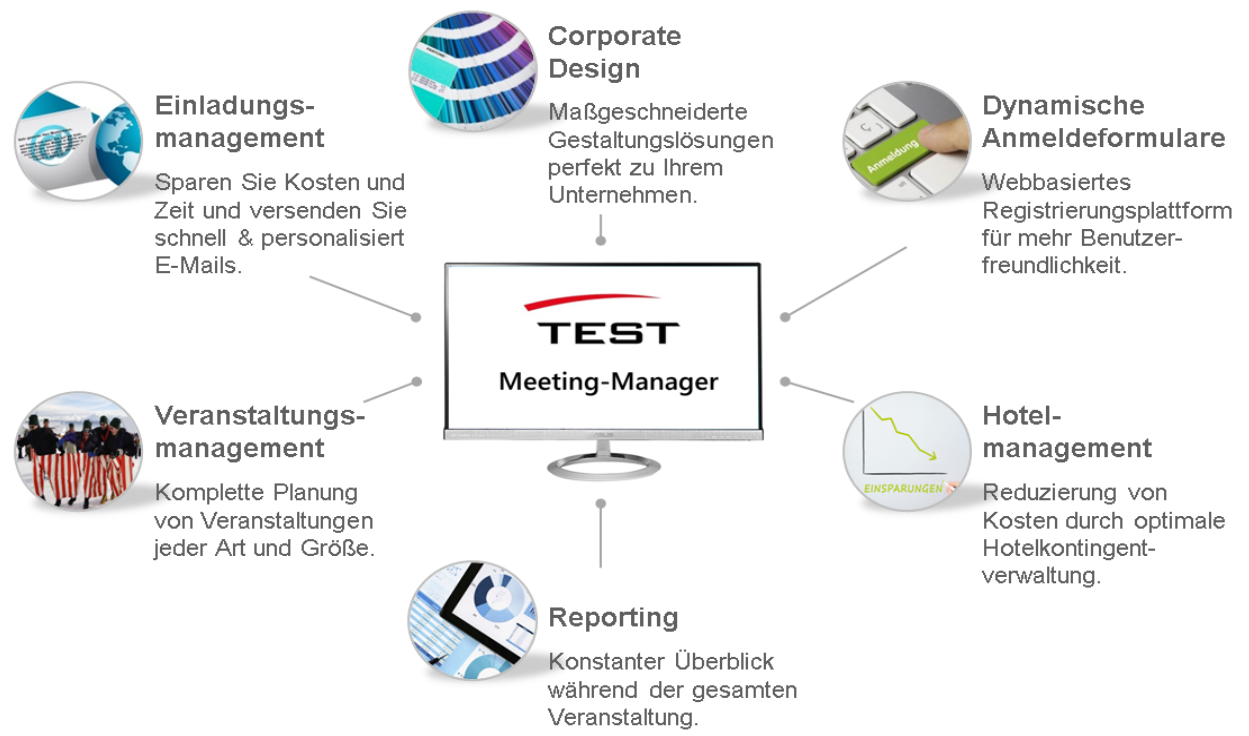 Corporate
Design
Maßgeschneiderte
Gestaltungslösungen
perfekt zu Ihrem
Unternehmen.
Einladungs-
management
Sparen Sie Kosten und
Zeit und versenden Sie
schnell & personalisiert
E-Mails.
Anmeldung
Dynamische
Anmeldeformulare
Webbasiertes
Registrierungsplattform
für mehr Benutzer-
freundlichkeit.
TEST
Meeting-Manager
Veranstaltungs-
management
Komplette Planung
von Veranstaltungen
jeder Art und Größe.
EINSPARUNGEN
Hotel-
management
Reduzierung von
Kosten durch optimale
Hotelkontingent-
verwaltung.
Reporting
Konstanter Überblick
während der gesamten
Veranstaltung.